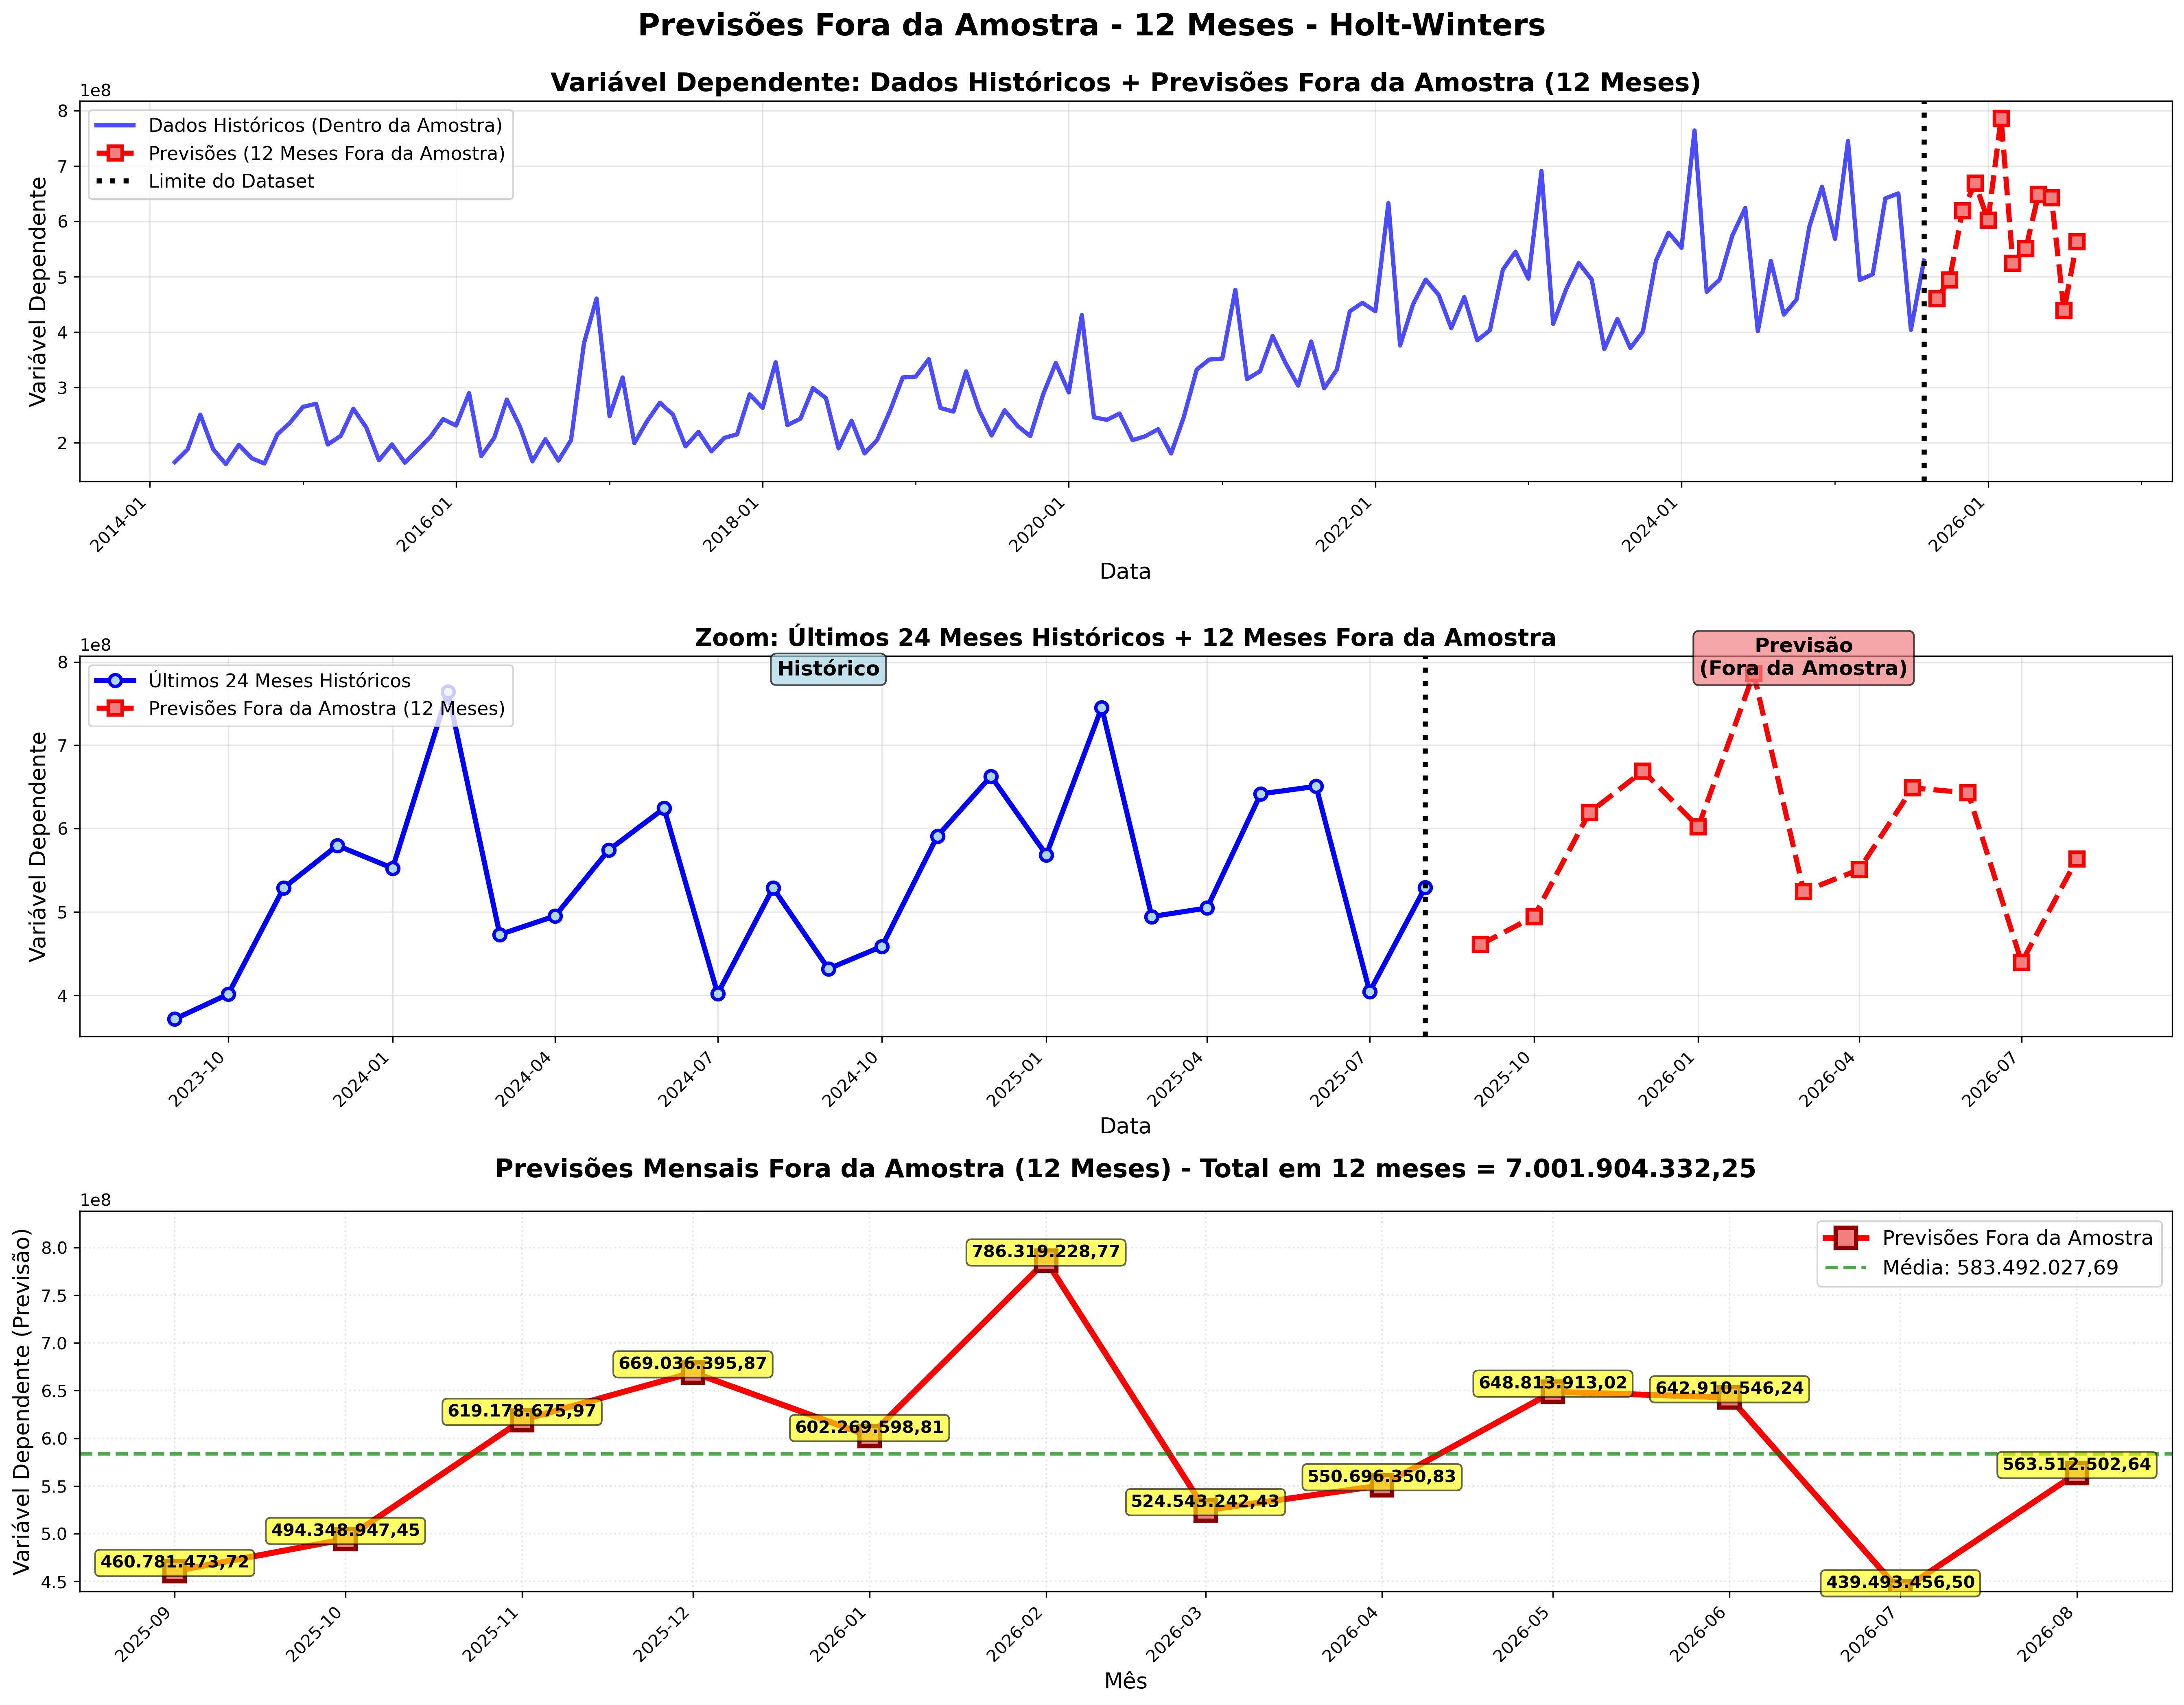 Previsões Fora da Amostra - 12 Meses - Holt-Winters
Variável Dependente: Dados Históricos + Previsões Fora da Amostra (12 Meses)
1e8
Dados Históricos (Dentro da Amostra)
Previsões (12 Meses Fora da Amostra)
Limite do Dataset
Variável Dependente
8
7
6
5
4
3
2
2014-01
2016-01
2018-01
2020-01
2022-01
2024-01
2026-01
Data
Zoom: Últimos 24 Meses Históricos + 12 Meses Fora da Amostra
1e8
Últimos 24 Meses Históricos
Previsões Fora da Amostra (12 Meses)
Histórico
Previsão
(Fora da Amostra)
Variável Dependente
8
7
6
5
4
2023-10
2024-01
2024-04
2024-07
2024-10
2025-01
2025-04
2025-07
2025-10
2026-01
2026-04
2026-07
Data
Previsões Mensais Fora da Amostra (12 Meses) - Total em 12 meses = 7.001.904.332,25
1e8
Previsões Fora da Amostra
Média: 583.492.027,69
Variável Dependente (Previsão)
8.0
7.5
7.0
6.5
6.0
5.5
5.0
4.5
460.781.473,72
494.348.947,45
619.178.675,97
669.036.395,87
602.269.598,81
786.319.228,77
524.543.242,43
550.696.350,83
648.813.913,02
642.910.546,24
439.493.456,50
563.512.502,64
2025-09
2025-10
2025-11
2025-12
2026-01
2026-02
2026-03
2026-04
2026-05
2026-06
2026-07
2026-08
Mês